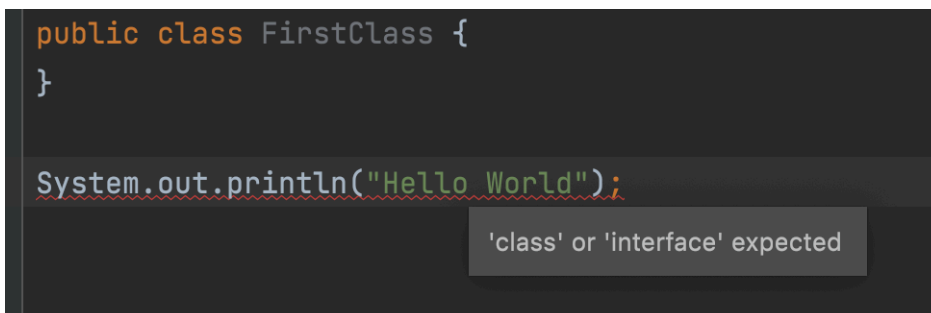 public class FirstClass {
}
System.out.println("Hello World");
'class' or 'interface' expected